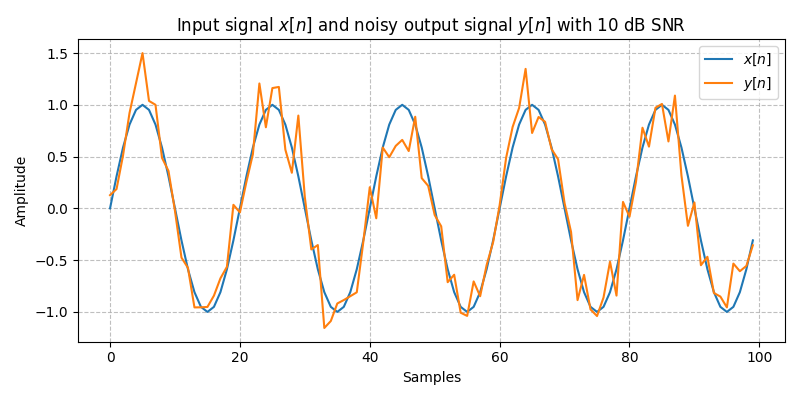 Input signal x[n] and noisy output signal y[n] with 10 dB SNR
x[n]
y[n]
Amplitude
1.5
1.0
0.5
0.0
−0.5
−1.0
0 20 40 60 80 100
Samples